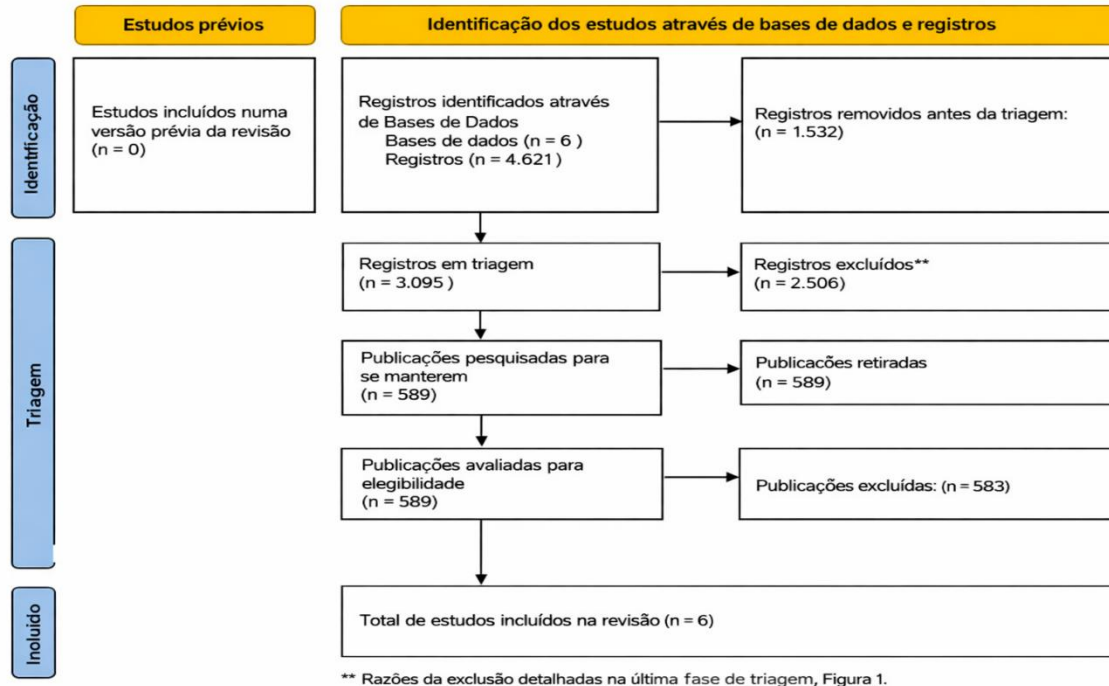 Estudos prévios
Identificação dos estudos através de bases de dados e registros
Identificação
Estudos incluídos numa
versão prévia da revisão
(n = 0)
Registros identificados através
de Bases de Dados
Bases de dados (n = 6 )
Registros (n = 4.621)
Registros removidos antes da triagem:
(n = 1.532)
Triagem
Registros em triagem
(n = 3.095 )
Registros excluídos**
(n = 2.506)
Publicações pesquisadas para
se manterem
(n = 589)
Publicacões retiradas
(n = 589)
Publicações avaliadas para
elegibilidade
(n = 589)
Publicações excluídas: (n = 583)
Inoluido
Total de estudos incluídos na revisão (n = 6)
** Razôes da exclusão detalhadas na última fase de triagem, Figura 1.